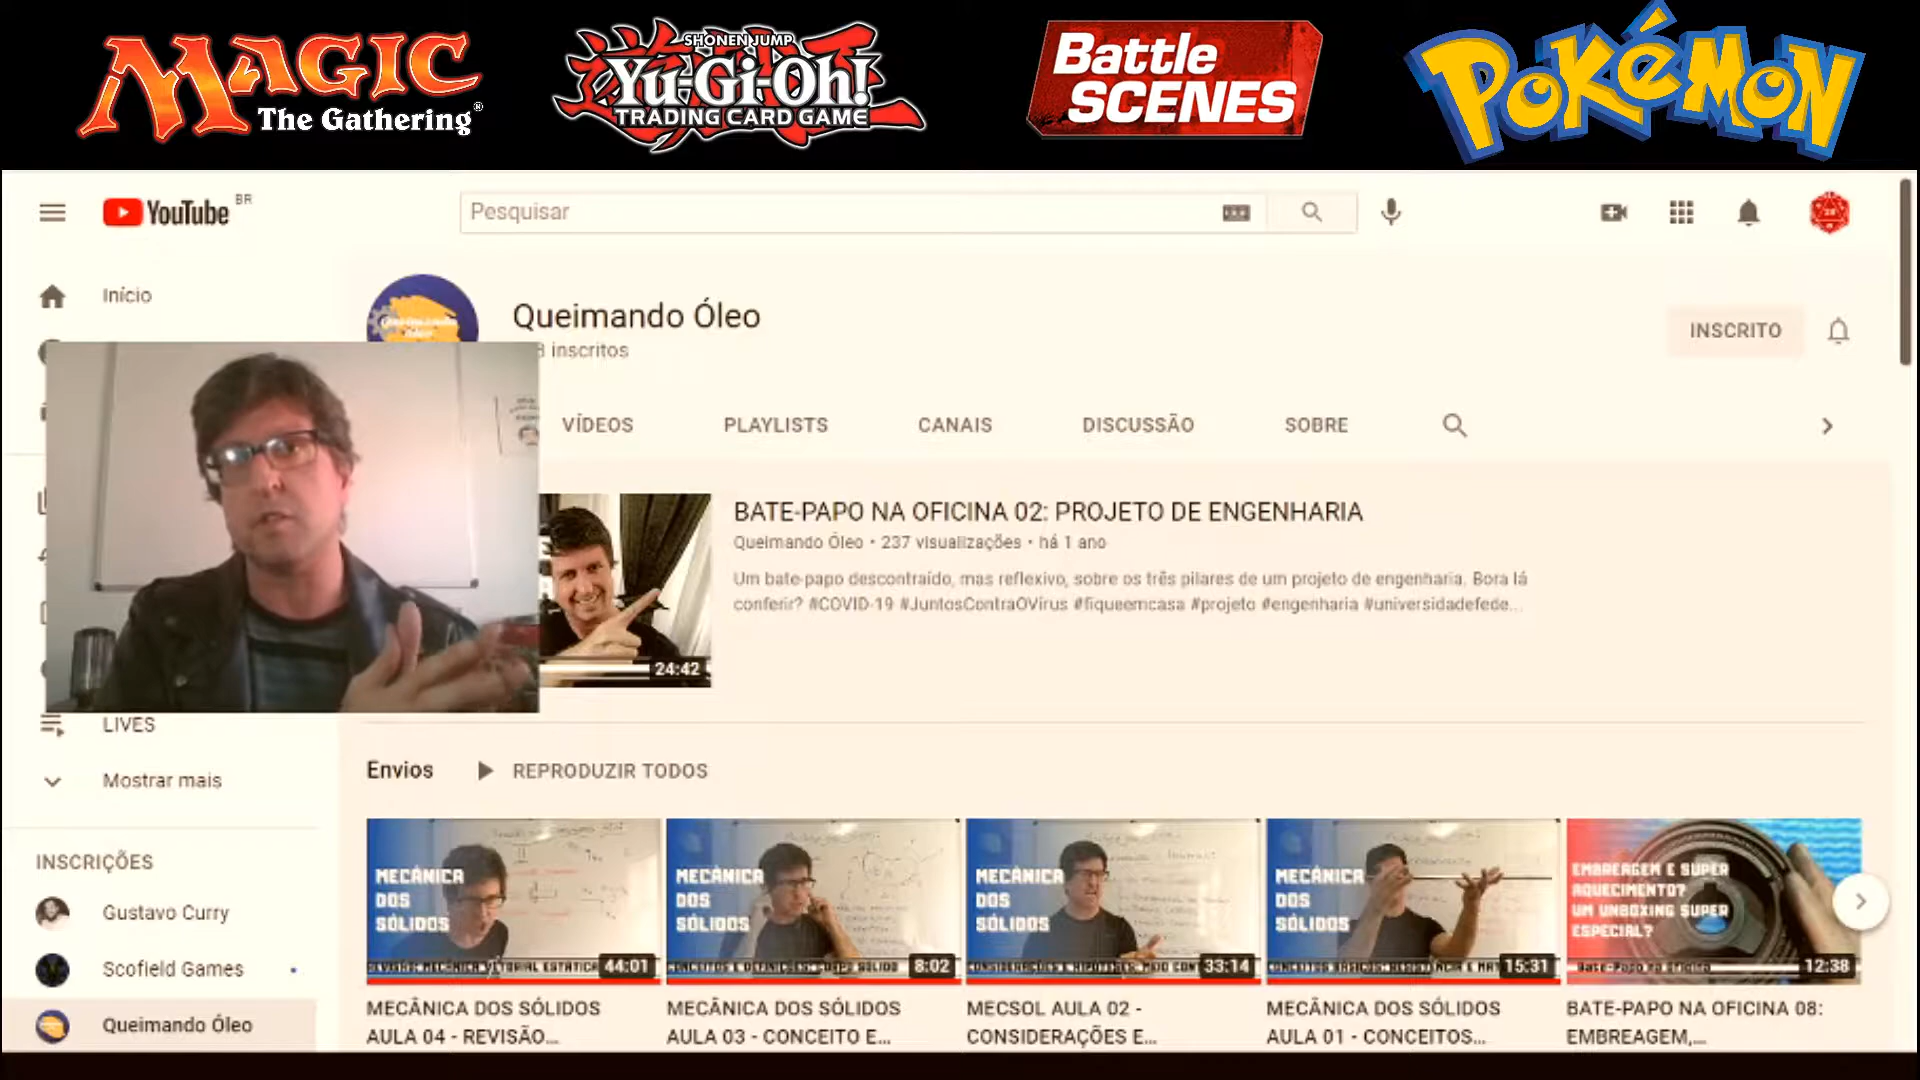 MAGIC
The Gathering®
SHONEN JUMP
Yu-Gi-Oh!
TRADING CARD GAME
Battle
SCENES
POKÉMON
YouTube BR
Pesquisar
Início
Queimando Óleo
inscritos
INSCRITO
VÍDEOS
PLAYLISTS
CANAIS
DISCUSSÃO
SOBRE
BATE-PAPO NA OFICINA 02: PROJETO DE ENGENHARIA
Queimando Óleo • 237 visualizações • há 1 ano
Um bate-papo descontraído, mas reflexivo, sobre os três pilares de um projeto de engenharia. Bora lá
conferir? #COVID-19 #JuntosContraOVirus #fiqueemcasa #projeto #engenharia #universidadefede...
24:42
LIVES
Mostrar mais
Envios
REPRODUZIR TODOS
INSCRIÇÕES
Gustavo Curry
Scofield Games
Queimando Óleo
MECÂNICA
DOS
SÓLIDOS
44:01
MECÂNICA DOS SÓLIDOS
AULA 04 - REVISÃO...
MECÂNICA
DOS
SÓLIDOS
8:02
MECÂNICA DOS SÓLIDOS
AULA 03 - CONCEITO E...
MECÂNICA
DOS
SÓLIDOS
33:14
MECSOL AULA 02 -
CONSIDERAÇÕES E...
MECÂNICA
DOS
SÓLIDOS
15:31
MECÂNICA DOS SÓLIDOS
AULA 01 - CONCEITOS...
EMBREAGEM E SUPER
AQUECIMENTO?
UM UNBOXING SUPER
ESPECIAL?
Bate-Papo na Oficina
12:38
BATE-PAPO NA OFICINA 08:
EMBREAGEM,...